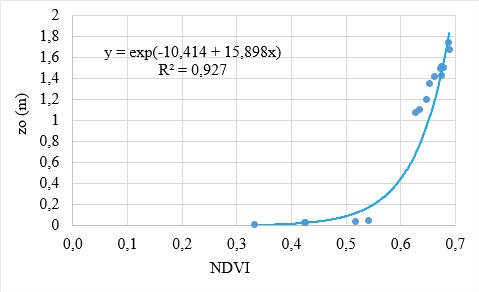 y = exp(-10,414 + 15,898x)
R² = 0,927
zo (m)
2
1,8
1,6
1,4
1,2
1
0,8
0,6
0,4
0,2
0
0,0 0,1 0,2 0,3 0,4 0,5 0,6 0,7
NDVI